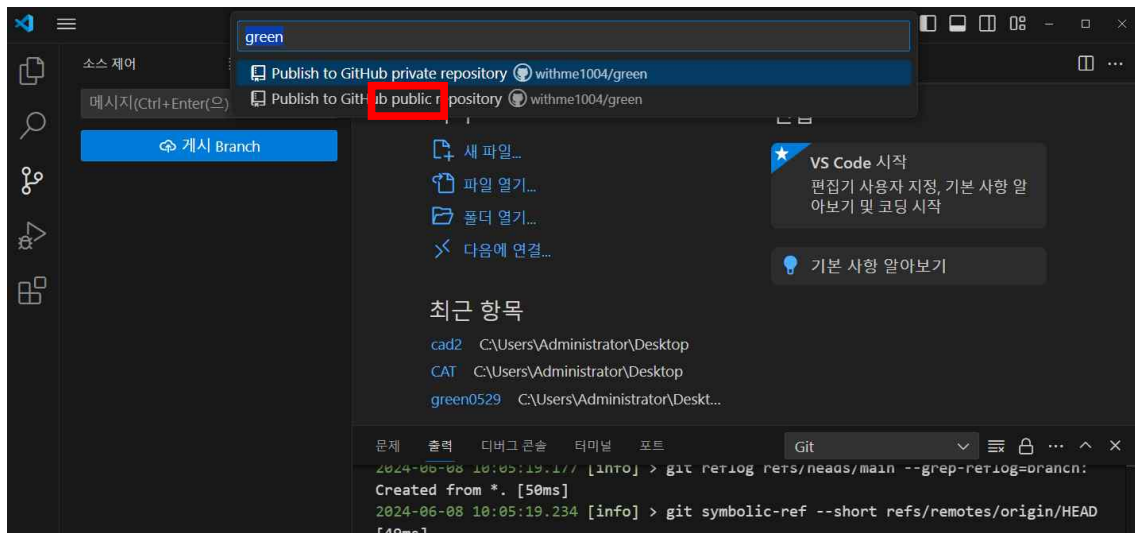 green
소스 제어
Publish to GitHub private repository withme1004/green
메시지(Ctrl+Enter(으)
Publish to GitHub public repository withme1004/green
게시 Branch
새 파일...
파일 열기...
폴더 열기...
다음에 연결...
VS Code 시작
편집기 사용자 지정, 기본 사항 알
아보기 및 코딩 시작
기본 사항 알아보기
최근 항목
cad2 C:\Users\Administrator\Desktop
CAT C:\Users\Administrator\Desktop
green0529 C:\Users\Administrator\Deskt...
문제 출력 디버그 콘솔 터미널 포트 Git
2024-06-08 10:05:19.177 [info] > git reflog refs/heads/main --grep-reflog=branch:
Created from *. [50ms]
2024-06-08 10:05:19.234 [info] > git symbolic-ref --short refs/remotes/origin/HEAD